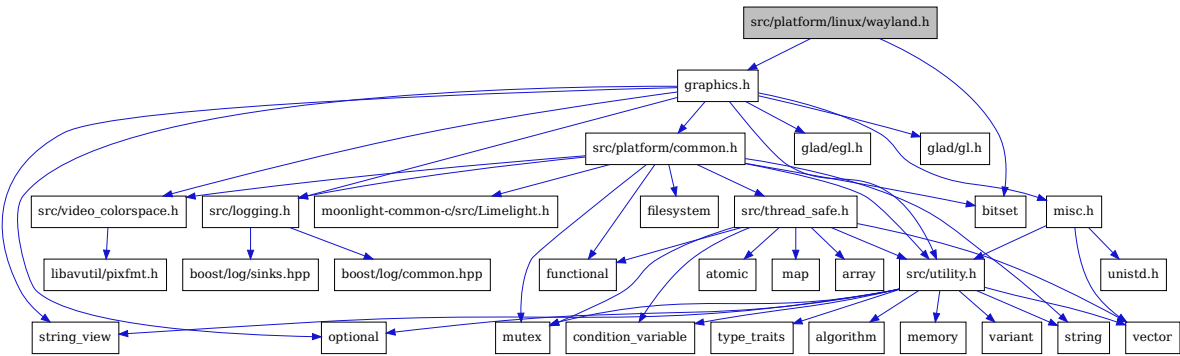 src/platform/linux/wayland.h
graphics.h
src/platform/common.h
glad/egl.h
glad/gl.h
src/video_colorspace.h
src/logging.h
moonlight-common-c/src/Limelight.h
filesystem
src/thread_safe.h
bitset
misc.h
libavutil/pixfmt.h
boost/log/sinks.hpp
boost/log/common.hpp
functional
atomic
map
array
src/utility.h
unistd.h
string_view
optional
mutex
condition_variable
type_traits
algorithm
memory
variant
string
vector